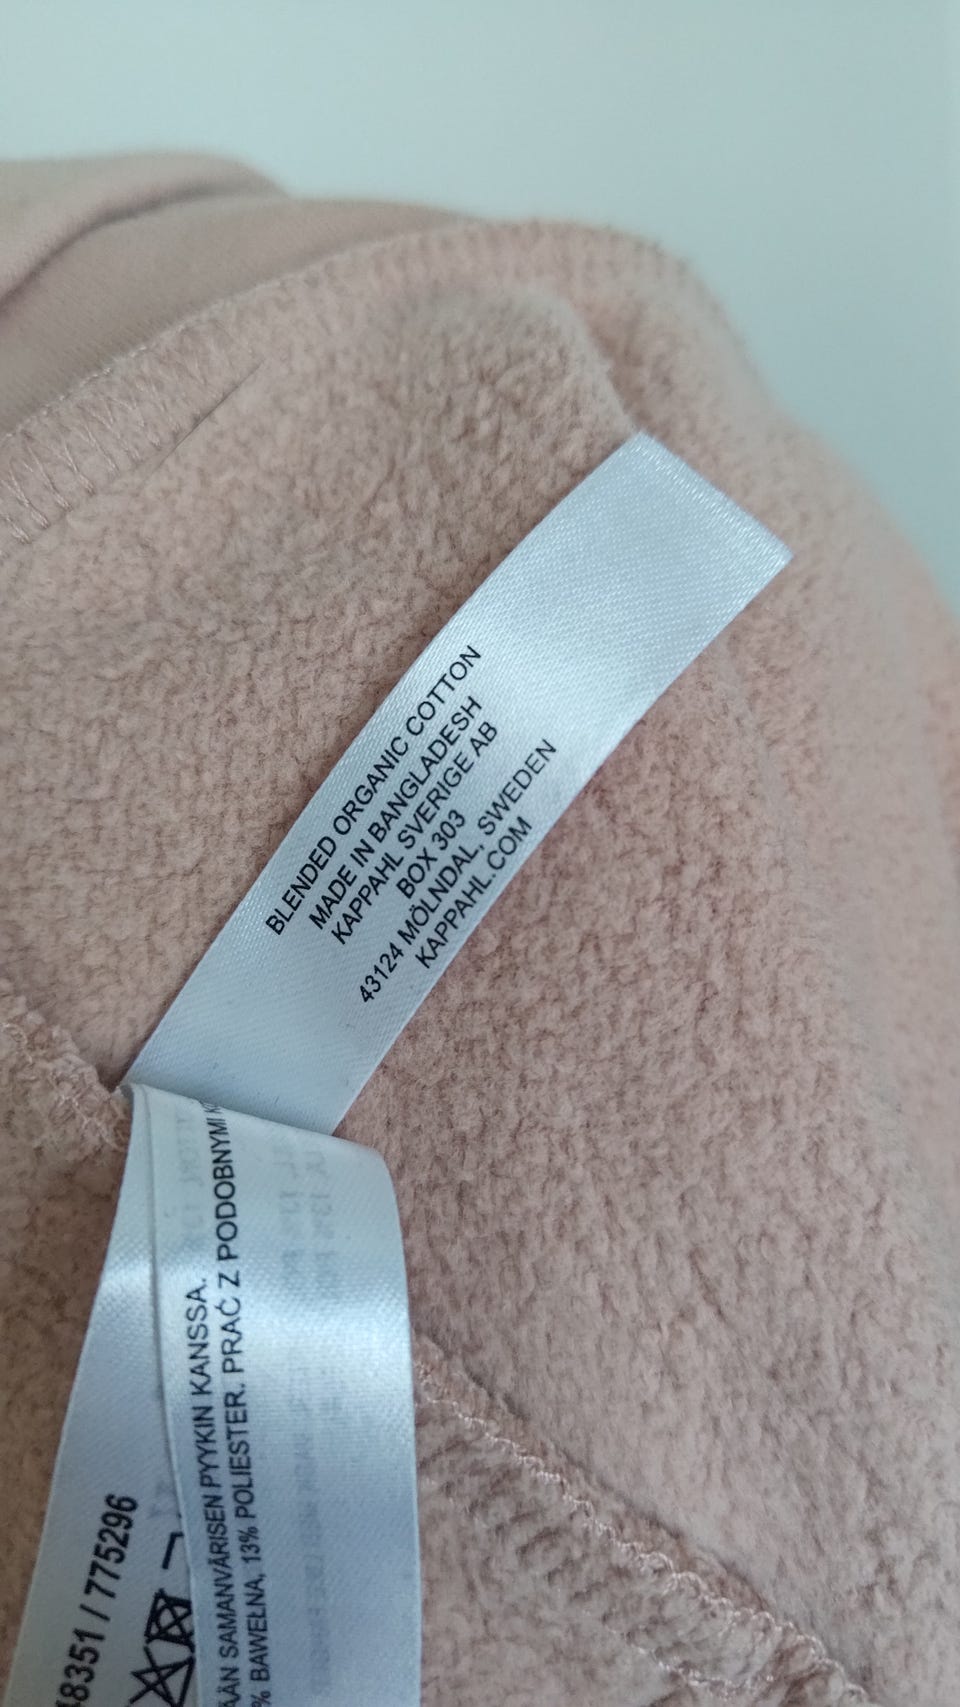 BLENDED ORGANIC COTTON
MADE IN BANGLADESH
KAPPAHL SVERIGE AB
BOX 303
43124 MÖLNDAL, SWEDEN
KAPPAHL.COM
8351 / 775296
SAMANVÄRISEN PYYKIN KANSSA.
% BAWEŁNA, 13% POLIESTER. PRAĆ Z PODOBNYMI